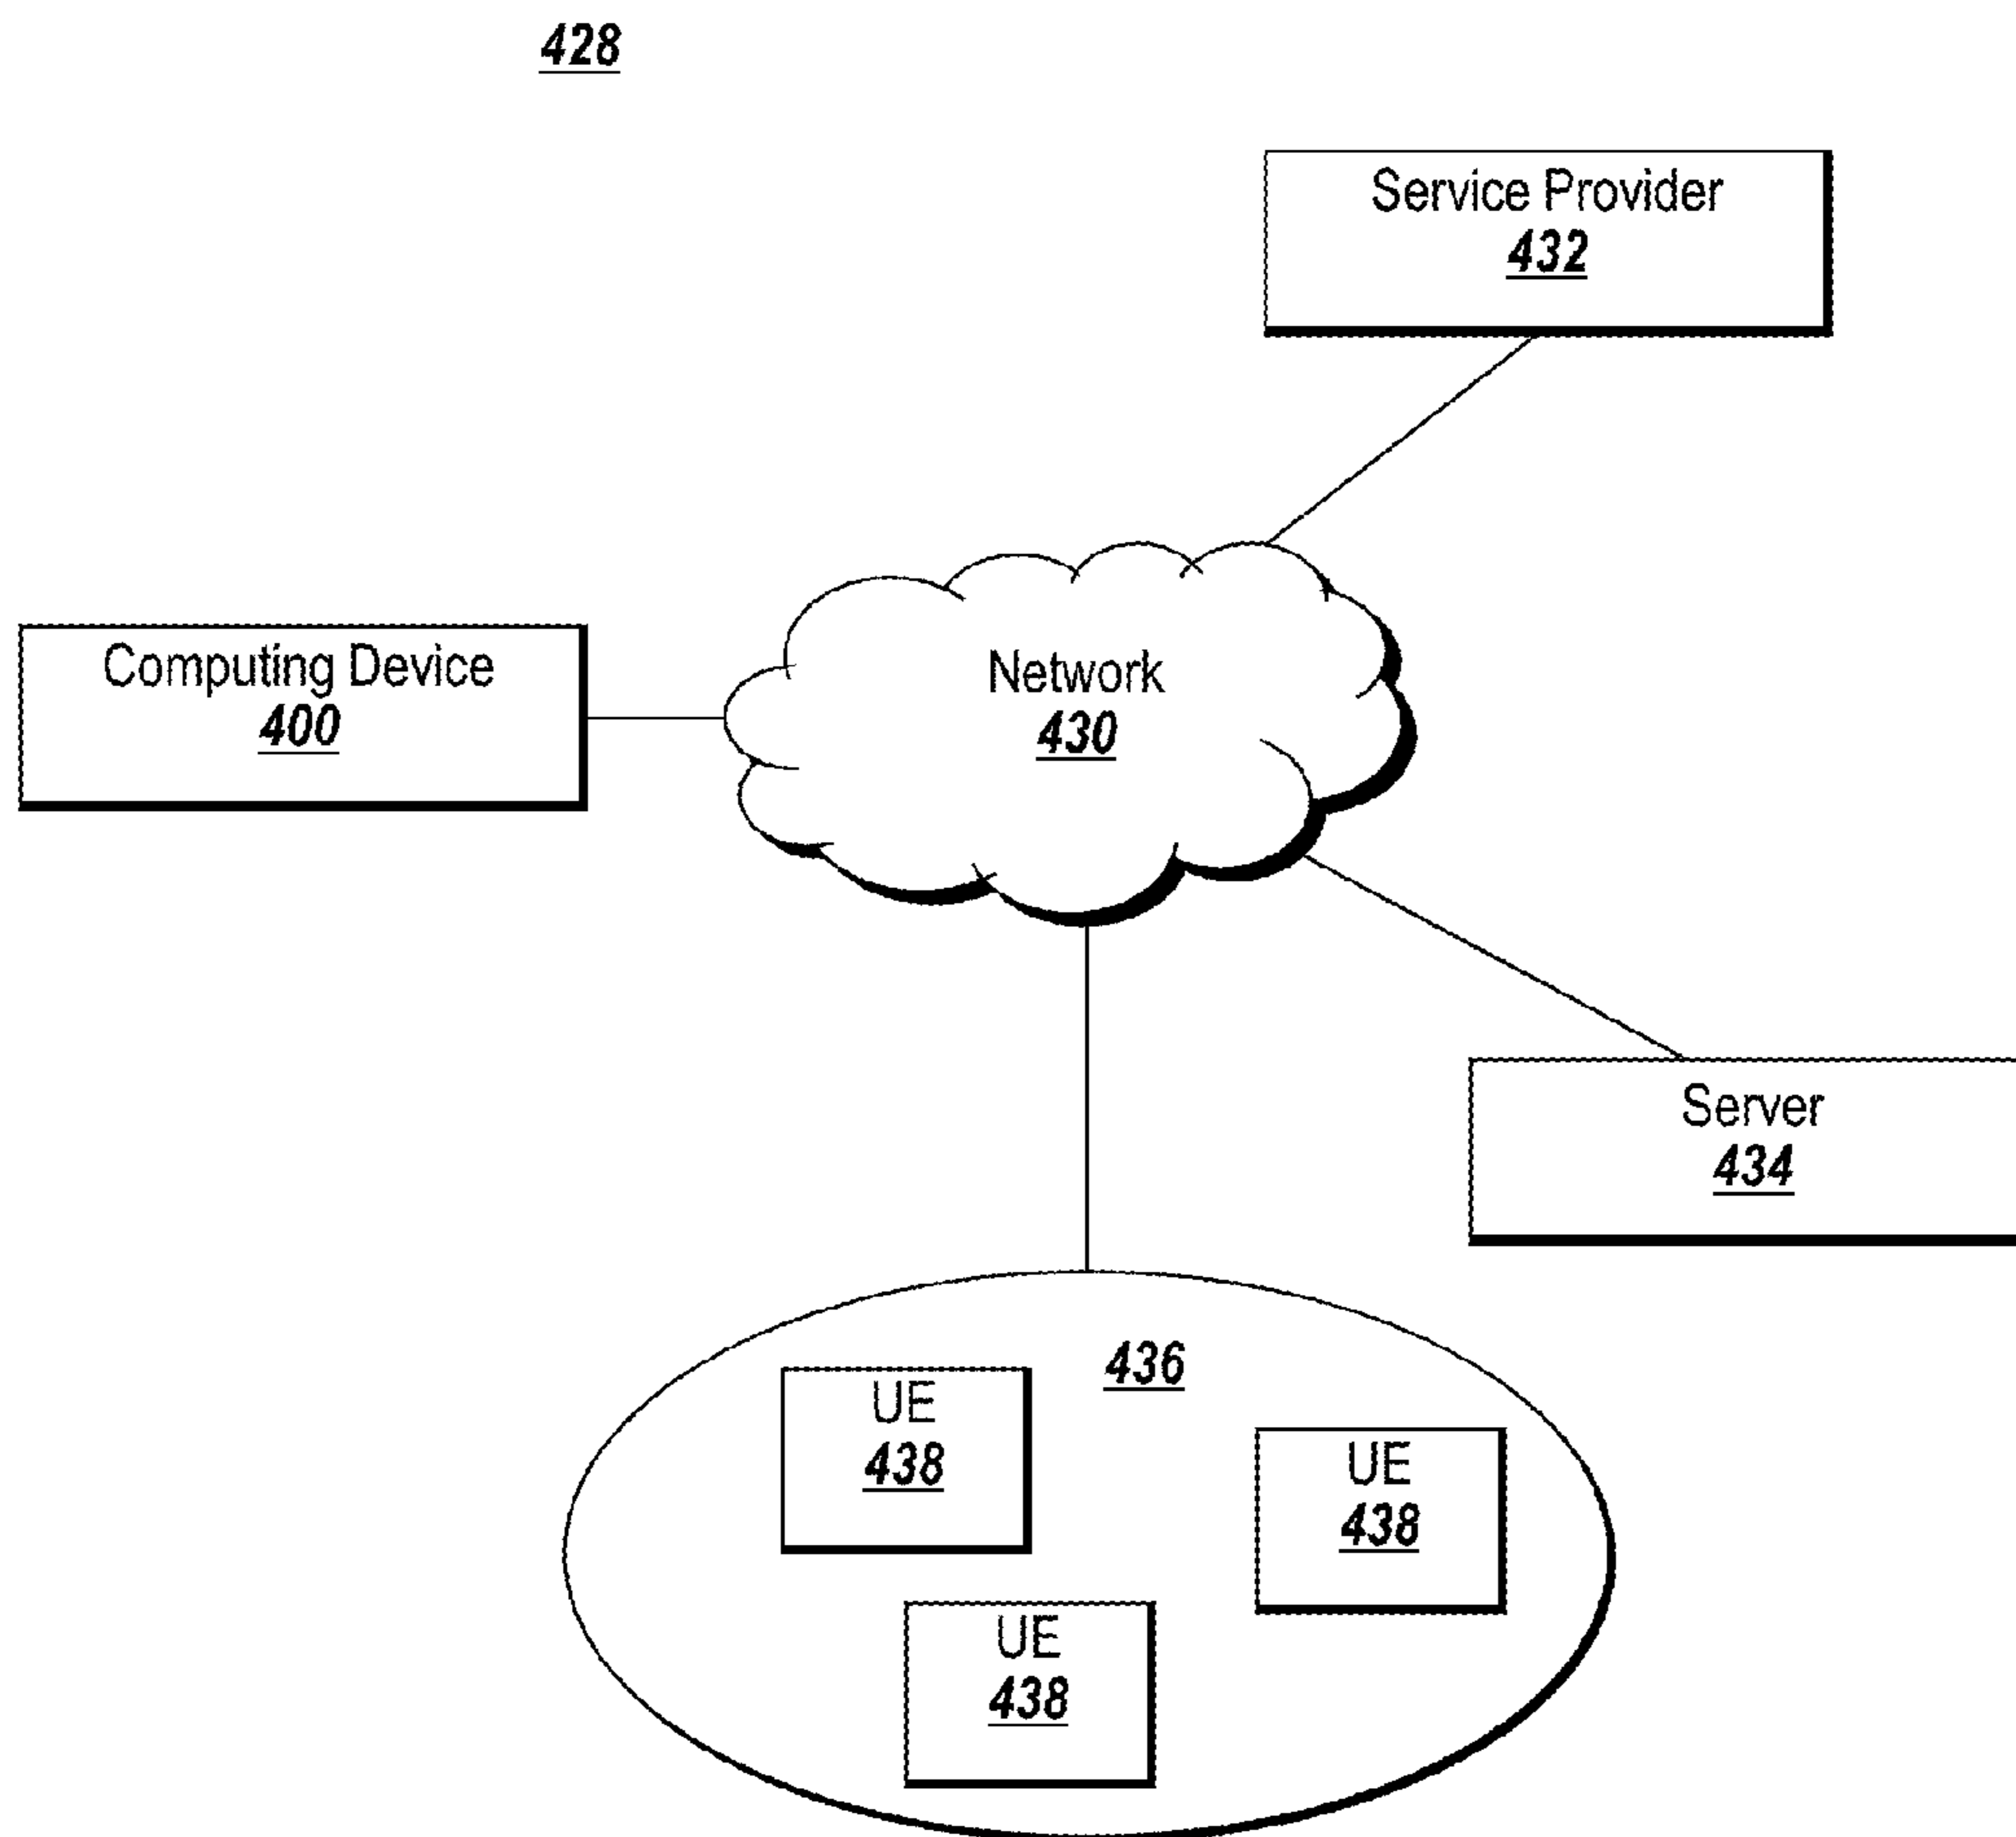 428
Service Provider
432
Computing Device
400
Network
430
Server
434
436
UE
438
UE
438
UE
438